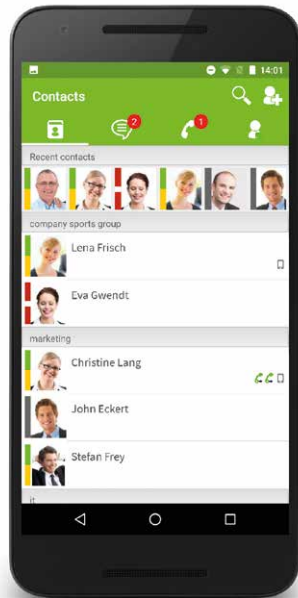 14:01
Contacts
2
1
Recent contacts
company sports group
Lena Frisch
Eva Gwendt
marketing
Christine Lang
John Eckert
Stefan Frey
it